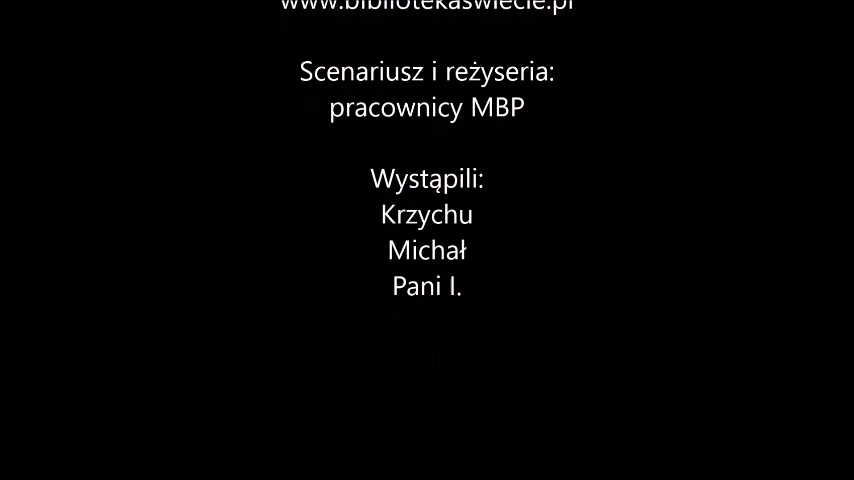 www.bibliotekaswiecie.pl
Scenariusz i reżyseria:
pracownicy MBP
Wystąpili:
Krzychu
Michał
Pani I.